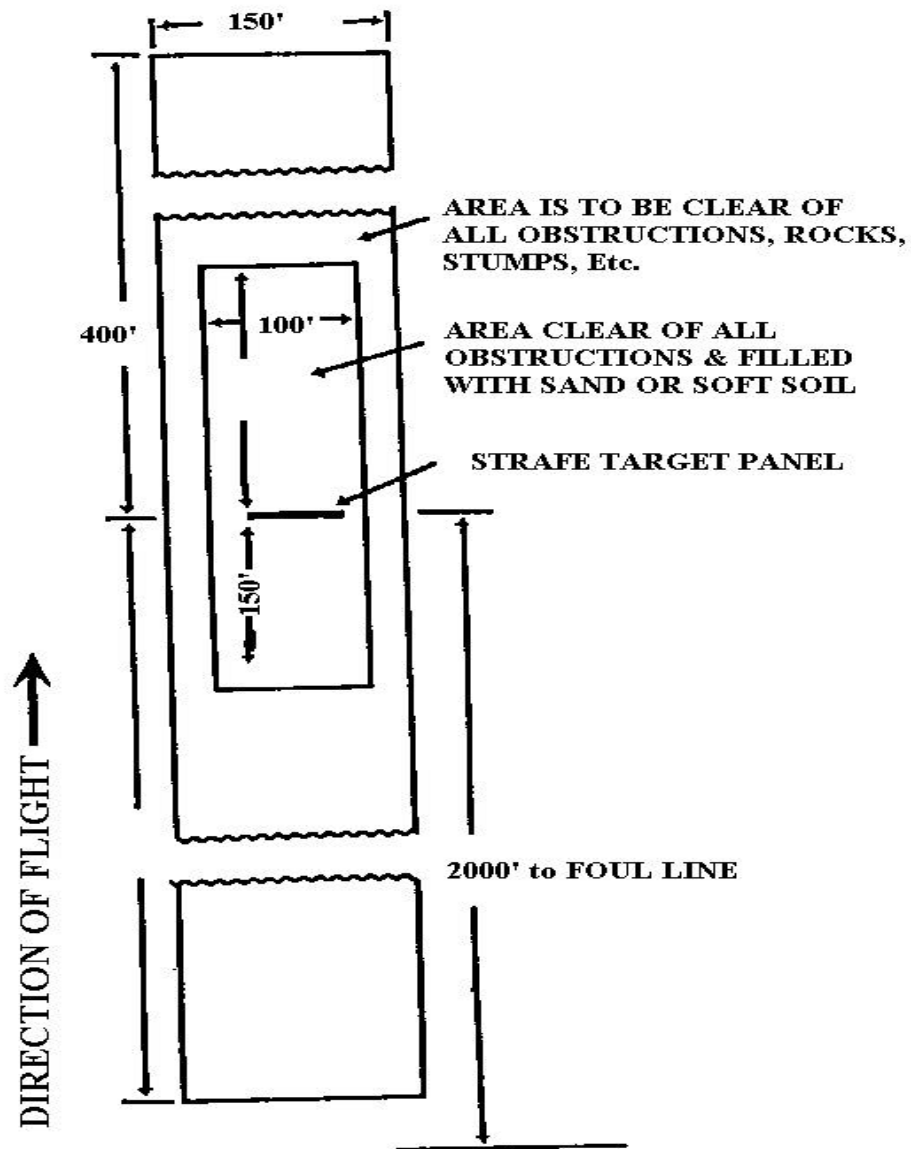 150'
AREA IS TO BE CLEAR OF
ALL OBSTRUCTIONS, ROCKS,
STUMPS, Etc.
400'
100'
AREA CLEAR OF ALL
OBSTRUCTIONS & FILLED
WITH SAND OR SOFT SOIL
STRAFE TARGET PANEL
150'
2000' to FOUL LINE
DIRECTION OF FLIGHT